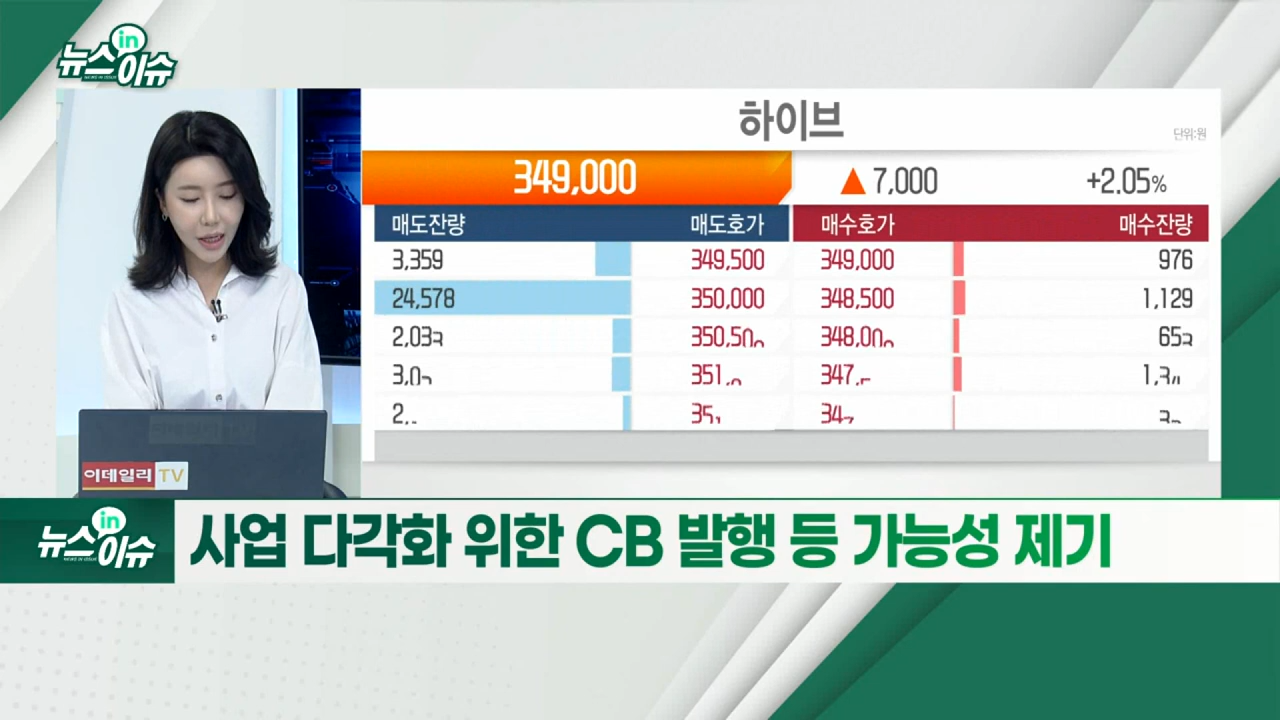 뉴스in이슈
하이브
단위:원
349,000 ▲7,000 +2.05%
매도잔량 매도호가 매수호가 매수잔량
3,359 349,500 349,000 976
24,578 350,000 348,500 1,129
이데일리TV
뉴스in이슈
사업 다각화 위한 CB 발행 등 가능성 제기